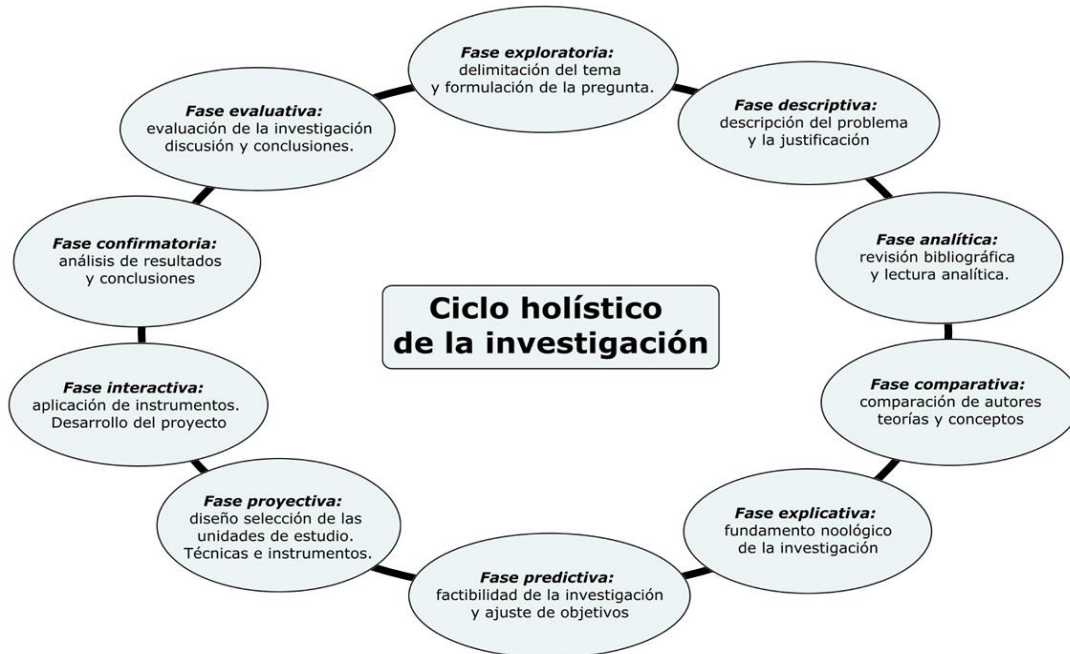 Fase exploratoria:
delimitación del tema
y formulación de la pregunta.
Fase descriptiva:
descripción del problema
y la justificación
Fase analítica:
revisión bibliográfica
y lectura analítica.
Fase comparativa:
comparación de autores
teorías y conceptos
Fase explicativa:
fundamento noológico
de la investigación
Fase predictiva:
factibilidad de la investigación
y ajuste de objetivos
Fase proyectiva:
diseño selección de las
unidades de estudio.
Técnicas e instrumentos.
Fase interactiva:
aplicación de instrumentos.
Desarrollo del proyecto
Fase confirmatoria:
análisis de resultados
y conclusiones
Fase evaluativa:
evaluación de la investigación
discusión y conclusiones.
Ciclo holístico
de la investigación